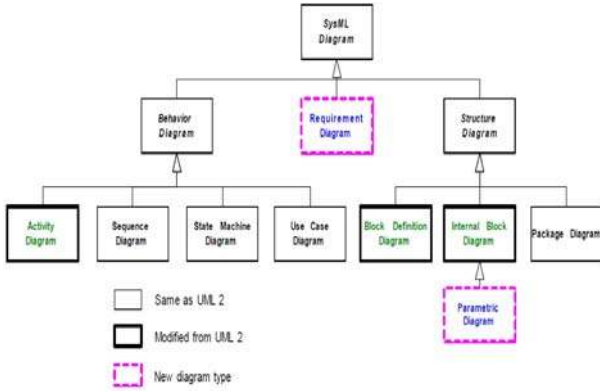 SysML
Diagram
Behavior
Diagram
Requirement
Diagram
Structure
Diagram
Activity
Diagram
Sequence
Diagram
State Machine
Diagram
Use Case
Diagram
Block Definition
Diagram
Internal Block
Diagram
Package Diagram
Parametric
Diagram
Same as UML 2
Modified from UML 2
New diagram type